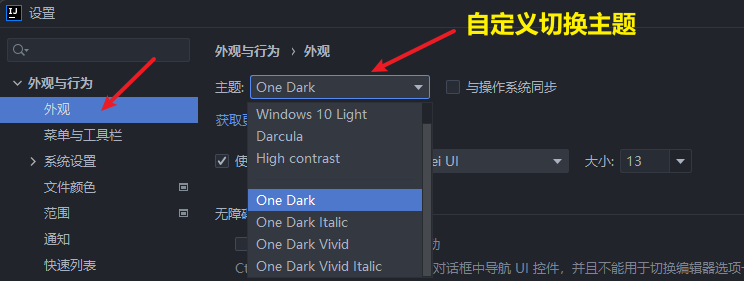 设置
自定义切换主题
外观与行为 › 外观
外观与行为
主题: One Dark 与操作系统同步
外观
Windows 10 Light
获取更
菜单与工具栏
Darcula
系统设置
High contrast
使 ei UI 大小: 13
文件颜色
One Dark
范围
无障碍
One Dark Italic
通知
One Dark Vivid 动
快速列表
Ct One Dark Vivid Italic 对话框中导航 UI 控件，并且不能用于切换编辑器选项